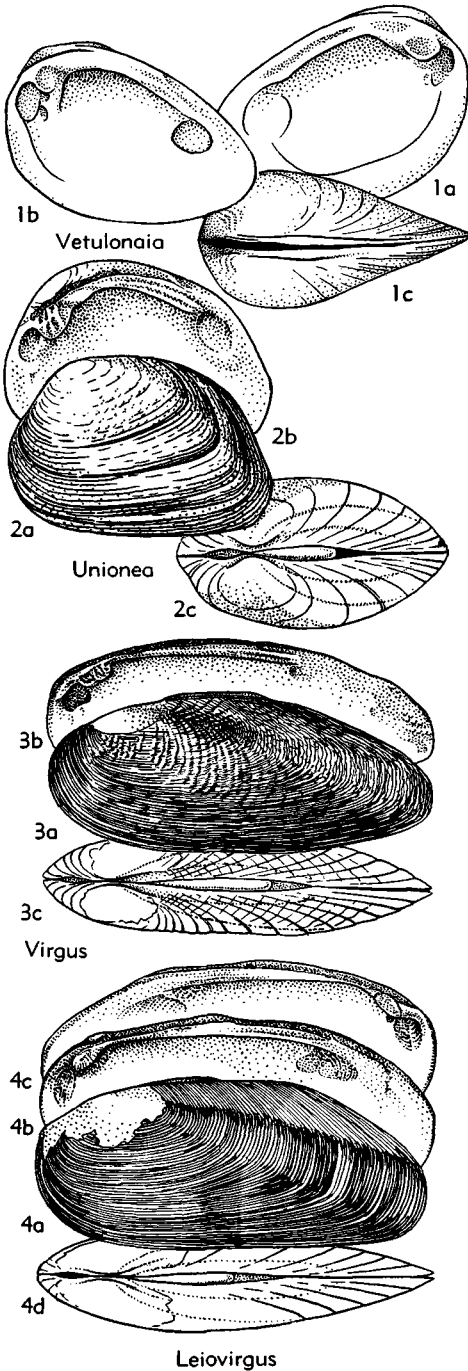 1b
1a
Vetulonaia
1c
2b
2a
Unionea
2c
3b
3a
3c
Virgus
4c
4b
4a
4d
Leiovirgus